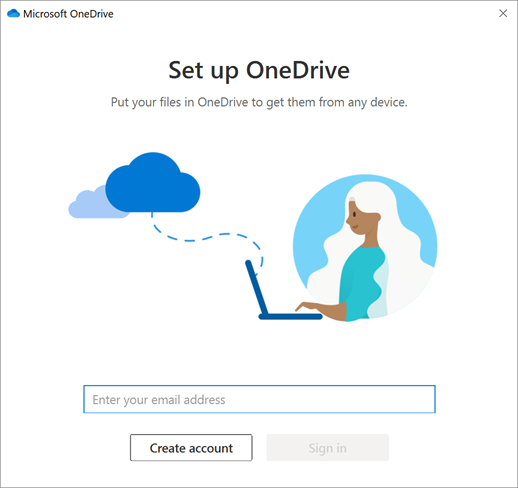 Microsoft OneDrive
Set up OneDrive
Put your files in OneDrive to get them from any device.
Enter your email address
Create account
Sign in